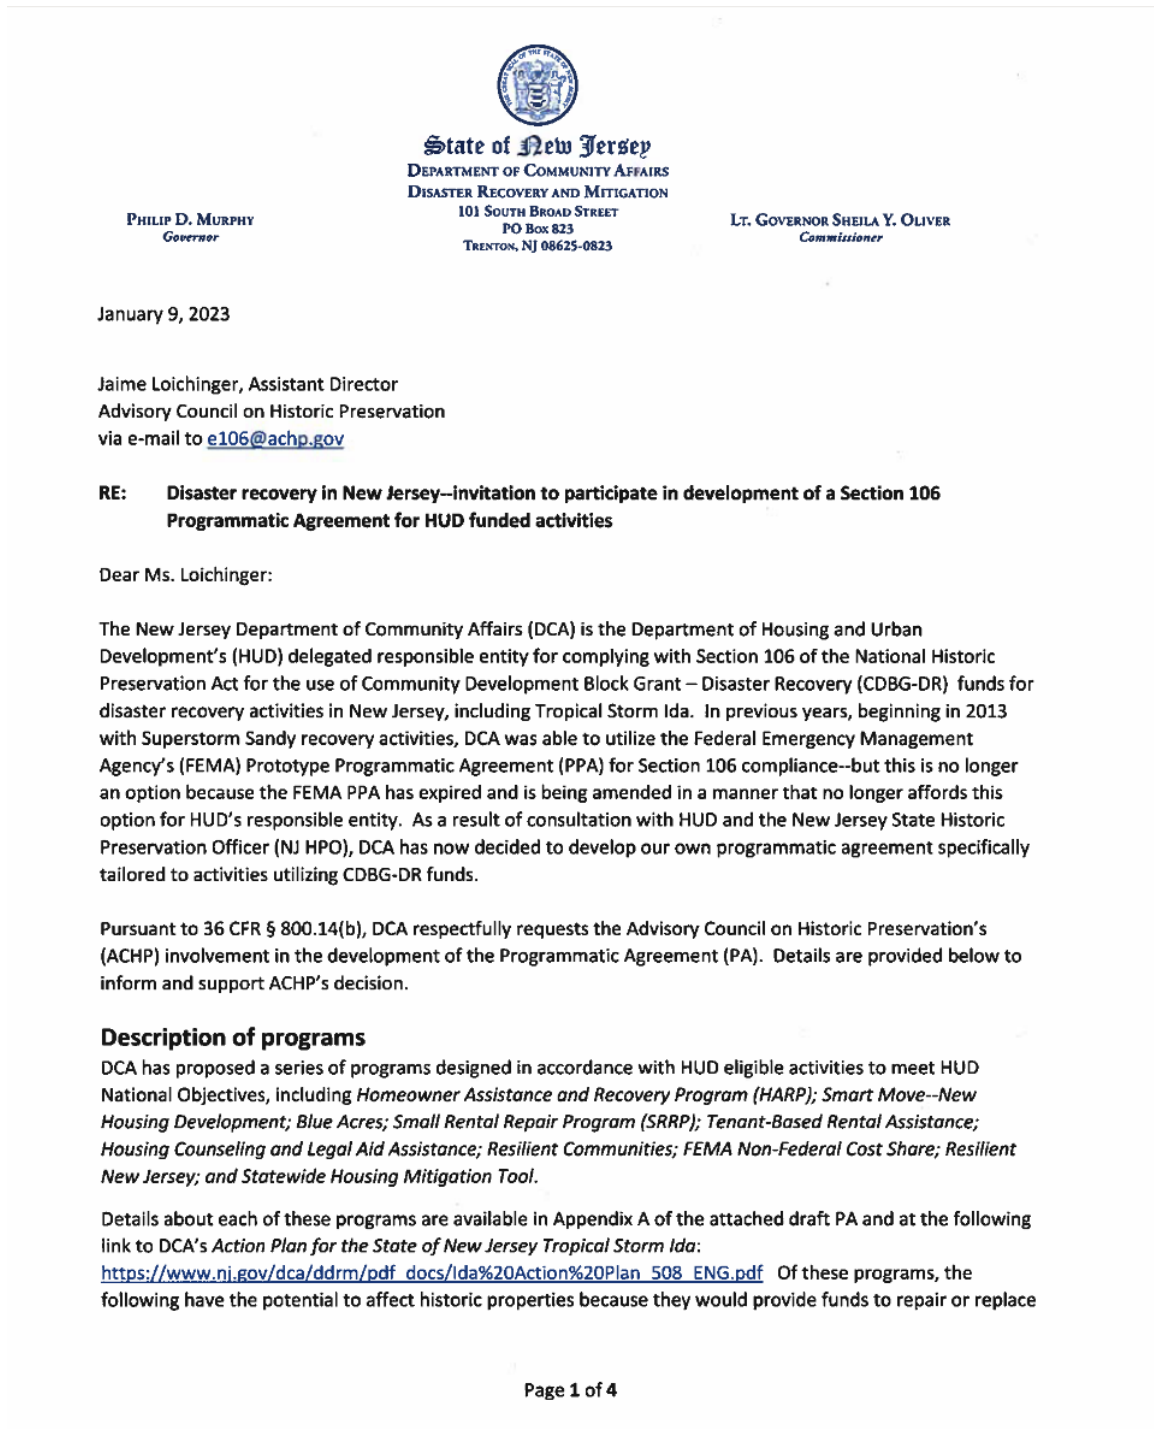 THE GREAT SEAL OF THE STATE OF NEW JERSEY
State of New Jersey
DEPARTMENT OF COMMUNITY AFFAIRS
DISASTER RECOVERY AND MITIGATION
101 SOUTH BROAD STREET
PO BOX 823
TRENTON, NJ 08625-0823
PHILIP D. MURPHY
Governor
LT. GOVERNOR SHEILA Y. OLIVER
Commissioner
January 9, 2023
Jaime Loichinger, Assistant Director
Advisory Council on Historic Preservation
via e-mail to e106@achp.gov
RE: Disaster recovery in New Jersey--invitation to participate in development of a Section 106
Programmatic Agreement for HUD funded activities
Dear Ms. Loichinger:
The New Jersey Department of Community Affairs (DCA) is the Department of Housing and Urban
Development's (HUD) delegated responsible entity for complying with Section 106 of the National Historic
Preservation Act for the use of Community Development Block Grant – Disaster Recovery (CDBG-DR) funds for
disaster recovery activities in New Jersey, including Tropical Storm Ida. In previous years, beginning in 2013
with Superstorm Sandy recovery activities, DCA was able to utilize the Federal Emergency Management
Agency's (FEMA) Prototype Programmatic Agreement (PPA) for Section 106 compliance--but this is no longer
an option because the FEMA PPA has expired and is being amended in a manner that no longer affords this
option for HUD's responsible entity. As a result of consultation with HUD and the New Jersey State Historic
Preservation Officer (NJ HPO), DCA has now decided to develop our own programmatic agreement specifically
tailored to activities utilizing CDBG-DR funds.
Pursuant to 36 CFR § 800.14(b), DCA respectfully requests the Advisory Council on Historic Preservation's
(ACHP) involvement in the development of the Programmatic Agreement (PA). Details are provided below to
inform and support ACHP's decision.
Description of programs
DCA has proposed a series of programs designed in accordance with HUD eligible activities to meet HUD
National Objectives, including Homeowner Assistance and Recovery Program (HARP); Smart Move--New
Housing Development; Blue Acres; Small Rental Repair Program (SRRP); Tenant-Based Rental Assistance;
Housing Counseling and Legal Aid Assistance; Resilient Communities; FEMA Non-Federal Cost Share; Resilient
New Jersey; and Statewide Housing Mitigation Tool.
Details about each of these programs are available in Appendix A of the attached draft PA and at the following
link to DCA's Action Plan for the State of New Jersey Tropical Storm Ida:
https://www.nj.gov/dca/ddrm/pdf_docs/Ida%20Action%20Plan_508_ENG.pdf Of these programs, the
following have the potential to affect historic properties because they would provide funds to repair or replace
Page 1 of 4